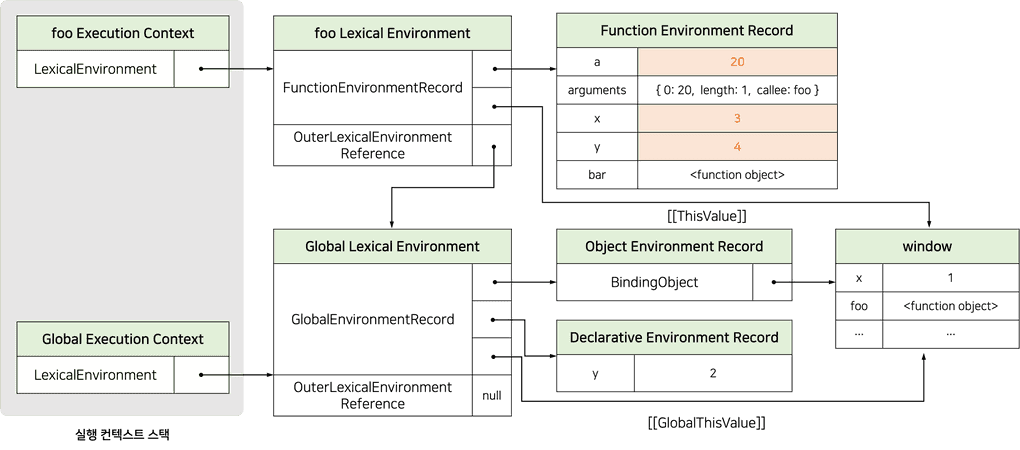 foo Execution Context
LexicalEnvironment
foo Lexical Environment
FunctionEnvironmentRecord
OuterLexicalEnvironment
Reference
Function Environment Record
a 20
arguments { 0: 20, length: 1, callee: foo }
x 3
y 4
bar <function object>
[[ThisValue]]
Global Lexical Environment
GlobalEnvironmentRecord
OuterLexicalEnvironment
Reference
null
Object Environment Record
BindingObject
window
x 1
foo <function object>
... ...
Declarative Environment Record
y 2
[[GlobalThisValue]]
Global Execution Context
LexicalEnvironment
실행 컨텍스트 스택